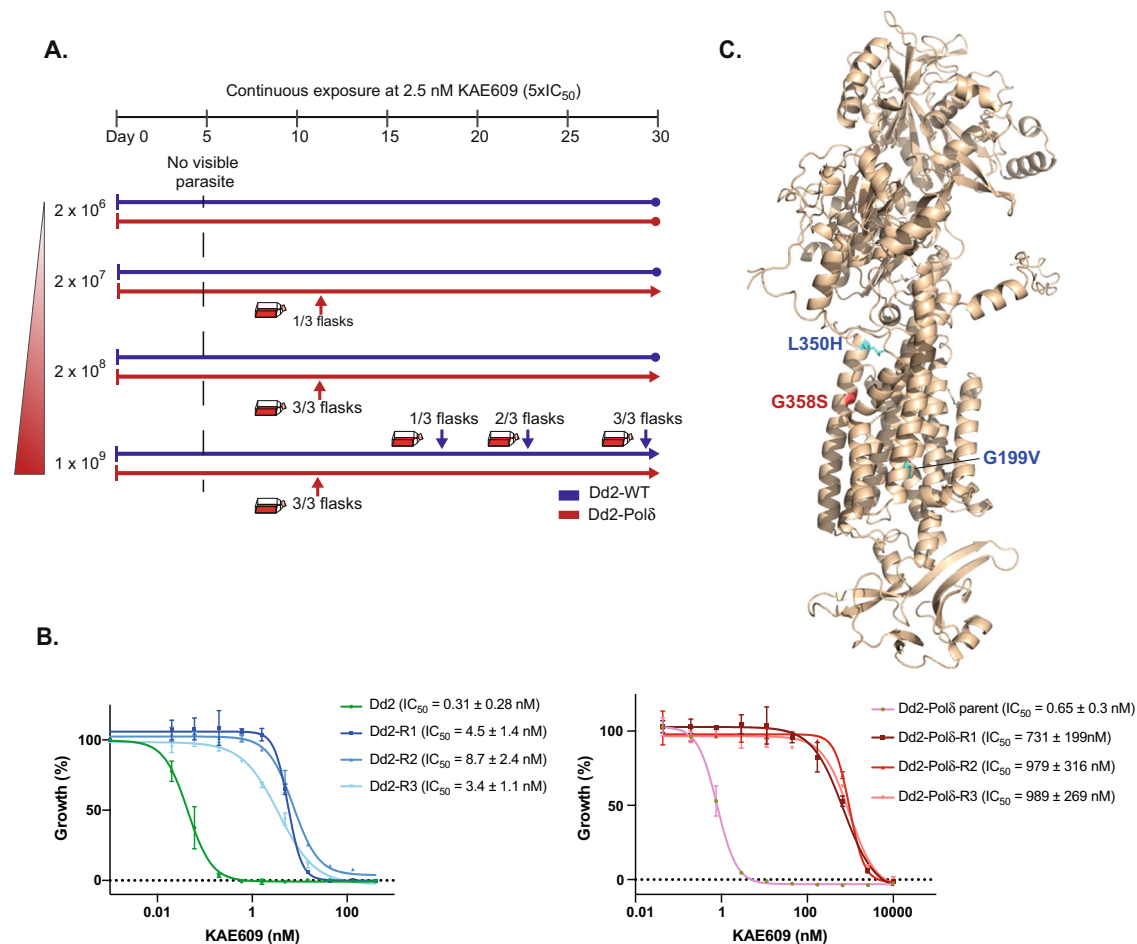 A.
Continuous exposure at 2.5 nM KAE609 (5xIC50)
Day 0 5 10 15 20 25 30
No visible
parasite
2 x 10^6
2 x 10^7
1/3 flasks
2 x 10^8
3/3 flasks
1/3 flasks 2/3 flasks 3/3 flasks
1 x 10^9
3/3 flasks
Dd2-WT
Dd2-Polδ
C.
L350H
G358S
G199V
B.
Growth (%)
100
50
0
0.01 1 100
KAE609 (nM)
Dd2 (IC50 = 0.31 ± 0.28 nM)
Dd2-R1 (IC50 = 4.5 ± 1.4 nM)
Dd2-R2 (IC50 = 8.7 ± 2.4 nM)
Dd2-R3 (IC50 = 3.4 ± 1.1 nM)
Growth (%)
100
50
0
1 100 10000
KAE609 (nM)
Dd2-Polδ parent (IC50 = 0.65 ± 0.3 nM)
Dd2-Polδ-R1 (IC50 = 731 ± 199nM)
Dd2-Polδ-R2 (IC50 = 979 ± 316 nM)
Dd2-Polδ-R3 (IC50 = 989 ± 269 nM)